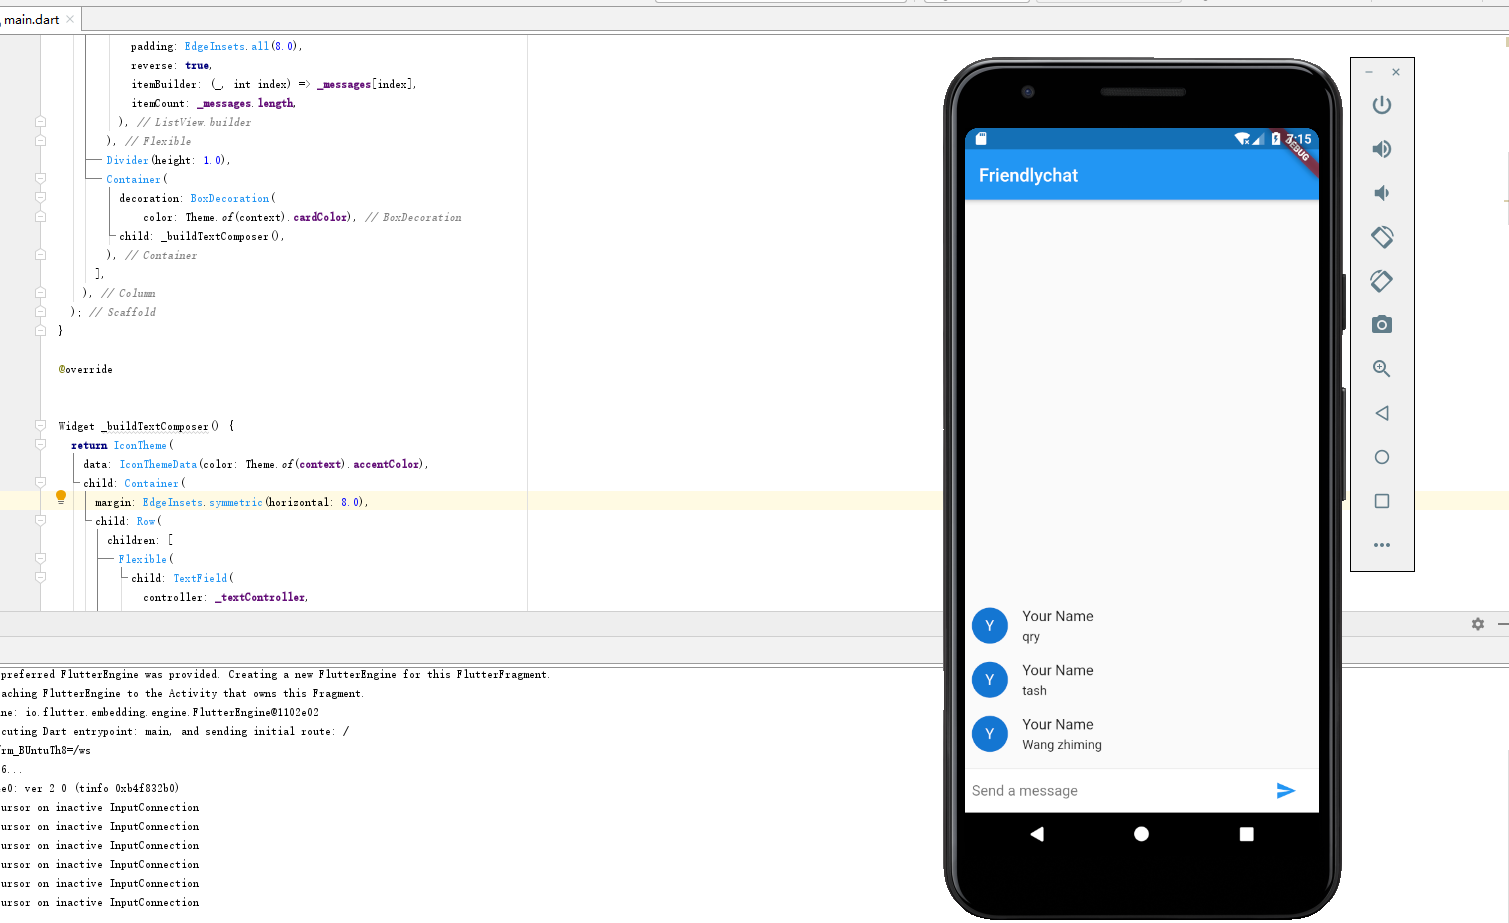 main.dart
padding: EdgeInsets.all(8.0),
reverse: true,
itemBuilder: (_, int index) => _messages[index],
itemCount: _messages.length,
), // ListView.builder
), // Flexible
Divider(height: 1.0),
Container(
decoration: BoxDecoration(
color: Theme.of(context).cardColor), // BoxDecoration
child: _buildTextComposer(),
), // Container
],
), // Column
); // Scaffold
}
@override
Widget _buildTextComposer() {
return IconTheme(
data: IconThemeData(color: Theme.of(context).accentColor),
child: Container(
margin: EdgeInsets.symmetric(horizontal: 8.0),
child: Row(
children: [
Flexible(
child: TextField(
controller: _textController,
preferred FlutterEngine was provided. Creating a new FlutterEngine for this FlutterFragment.
aching FlutterEngine to the Activity that owns this Fragment.
ne: io.flutter.embedding.engine.FlutterEngine@1102e02
cuting Dart entrypoint: main, and sending initial route: /
rm_BUntuTh8=/ws
6...
e0: ver 2 0 (tinfo 0xb4f832b0)
ursor on inactive InputConnection
ursor on inactive InputConnection
ursor on inactive InputConnection
ursor on inactive InputConnection
ursor on inactive InputConnection
ursor on inactive InputConnection
7:15
DEBUG
Friendlychat
Y
Your Name
qry
Y
Your Name
tash
Y
Your Name
Wang zhiming
Send a message